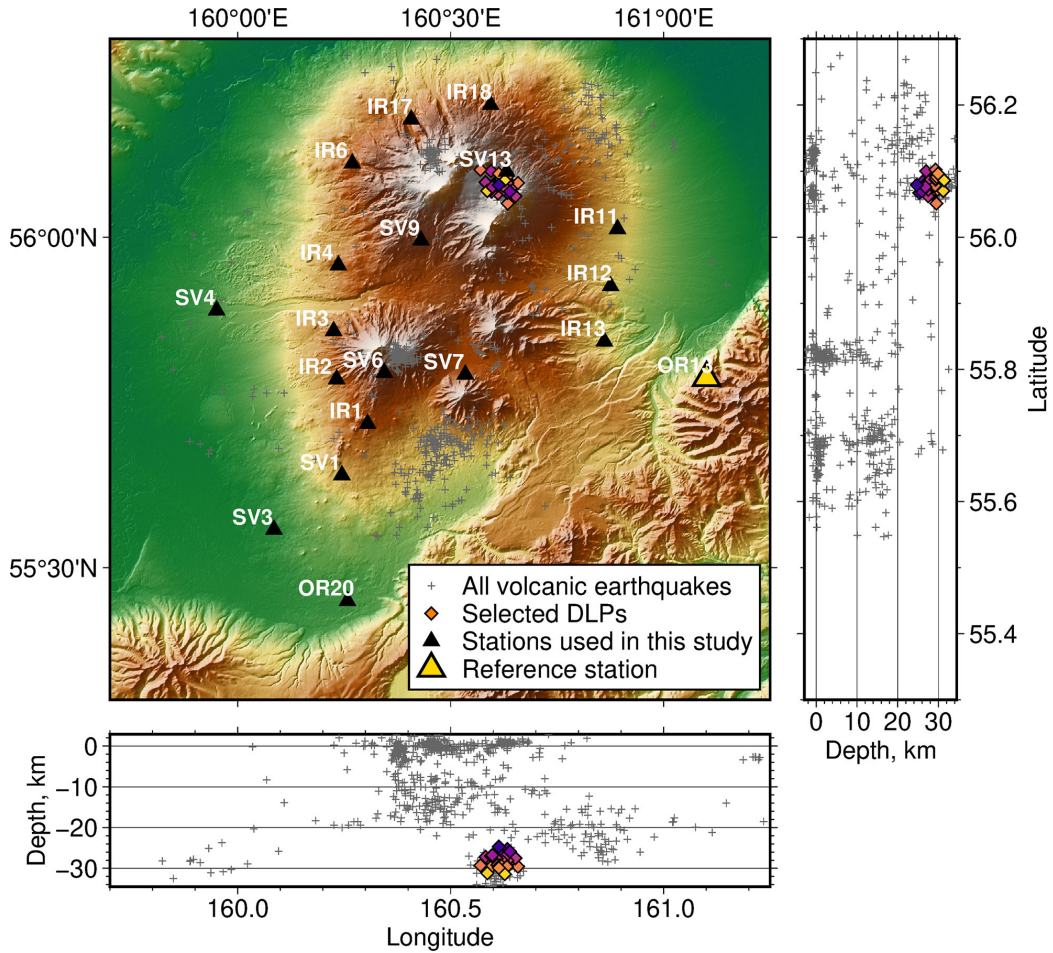 160°00'E
160°30'E
161°00'E
56°00'N
55°30'N
IR17
IR18
IR6
SV13
SV9
IR11
IR4
IR12
SV4
IR3
IR13
SV6
SV7
OR13
IR2
IR1
SV1
SV3
OR20
All volcanic earthquakes
Selected DLPs
Stations used in this study
Reference station
56.2
56.0
55.8
55.6
55.4
Latitude
0
10
20
30
Depth, km
0
−10
−20
−30
Depth, km
160.0
160.5
161.0
Longitude